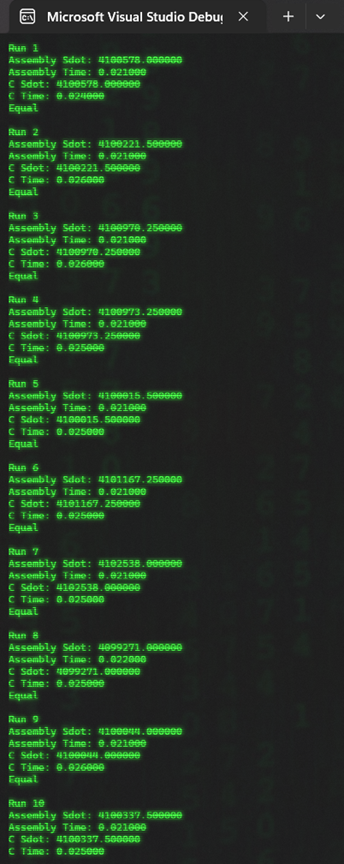 Microsoft Visual Studio Debu
Run 1
Assembly Sdot: 4100578.000000
Assembly Time: 0.021000
C Sdot: 4100578.000000
C Time: 0.024000
Equal
Run 2
Assembly Sdot: 4100221.500000
Assembly Time: 0.021000
C Sdot: 4100221.500000
C Time: 0.026000
Equal
Run 3
Assembly Sdot: 4100970.250000
Assembly Time: 0.021000
C Sdot: 4100970.250000
C Time: 0.026000
Equal
Run 4
Assembly Sdot: 4100973.250000
Assembly Time: 0.021000
C Sdot: 4100973.250000
C Time: 0.025000
Equal
Run 5
Assembly Sdot: 4100015.500000
Assembly Time: 0.021000
C Sdot: 4100015.500000
C Time: 0.025000
Equal
Run 6
Assembly Sdot: 4101167.250000
Assembly Time: 0.021000
C Sdot: 4101167.250000
C Time: 0.025000
Equal
Run 7
Assembly Sdot: 4102538.000000
Assembly Time: 0.021000
C Sdot: 4102538.000000
C Time: 0.025000
Equal
Run 8
Assembly Sdot: 4099271.000000
Assembly Time: 0.022000
C Sdot: 4099271.000000
C Time: 0.025000
Equal
Run 9
Assembly Sdot: 4100044.000000
Assembly Time: 0.021000
C Sdot: 4100044.000000
C Time: 0.026000
Equal
Run 10
Assembly Sdot: 4100337.500000
Assembly Time: 0.021000
C Sdot: 4100337.500000
C Time: 0.025000